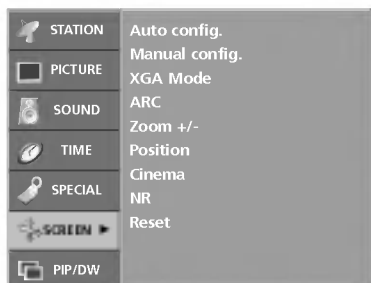 STATION
PICTURE
SOUND
TIME
SPECIAL
SCREEN
PIP/DW
Auto config.
Manual config.
XGA Mode
ARC
Zoom +/-
Position
Cinema
NR
Reset